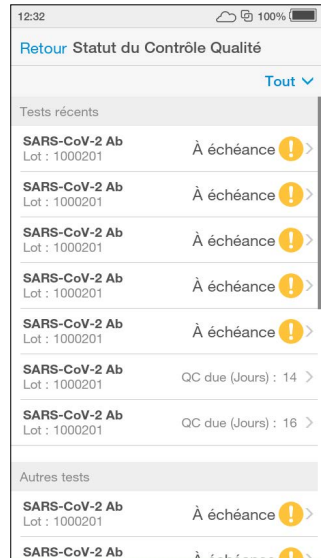 12:32 100%
Retour Statut du Contrôle Qualité
Tout
Tests récents
SARS-CoV-2 Ab
Lot : 1000201
À échéance
SARS-CoV-2 Ab
Lot : 1000201
À échéance
SARS-CoV-2 Ab
Lot : 1000201
À échéance
SARS-CoV-2 Ab
Lot : 1000201
À échéance
SARS-CoV-2 Ab
Lot : 1000201
À échéance
SARS-CoV-2 Ab
Lot : 1000201
QC due (Jours) : 14
SARS-CoV-2 Ab
Lot : 1000201
QC due (Jours) : 16
Autres tests
SARS-CoV-2 Ab
Lot : 1000201
À échéance
SARS-CoV-2 Ab
À échéance